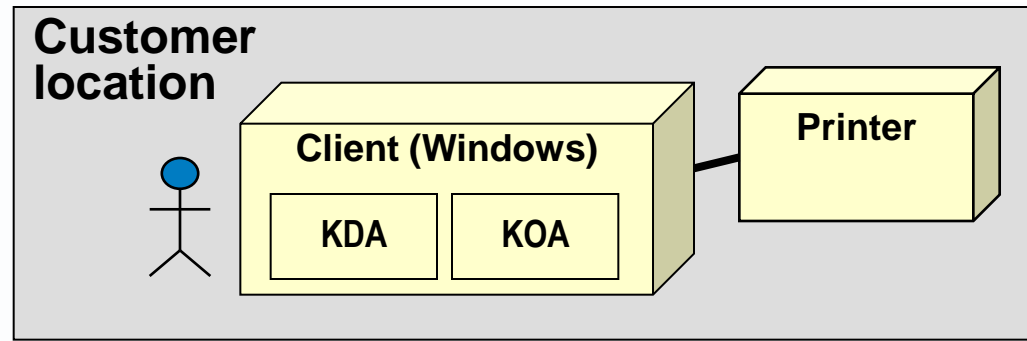 Customer
location
Client (Windows)
Printer
KDA
KOA